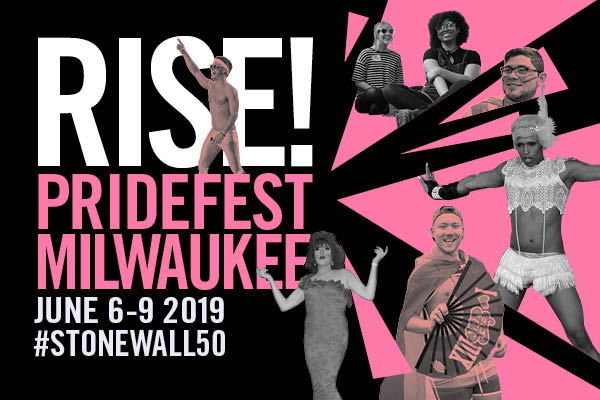 RISE!
PRIDEFEST
MILWAUKEE
JUNE 6-9 2019
#STONEWALL50